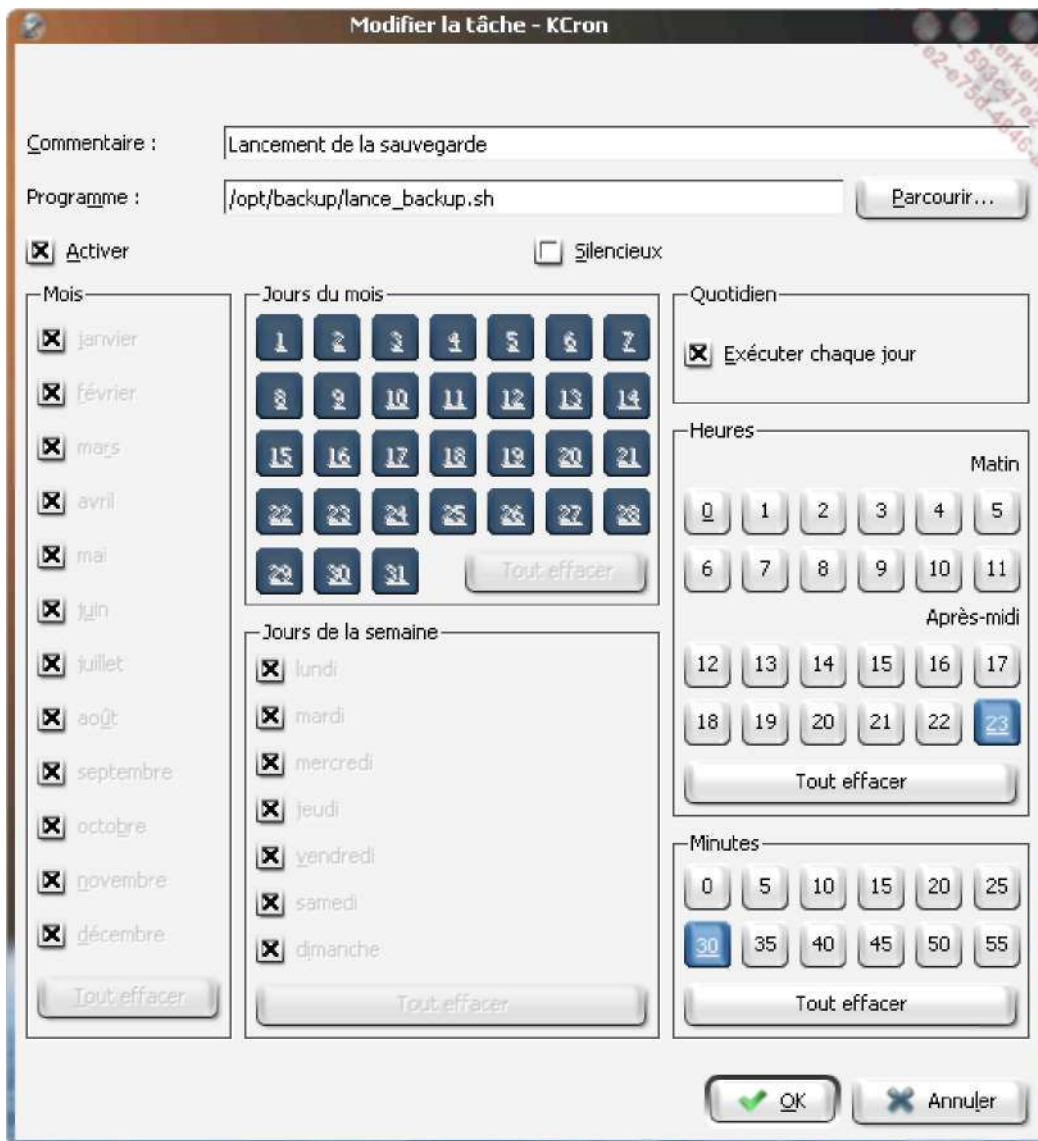 Modifier la tâche - KCron
Commentaire :
Lancement de la sauvegarde
Programme :
/opt/backup/lance_backup.sh
Parcourir...
Activer
Silencieux
Mois
janvier
février
mars
avril
mai
juin
juillet
août
septembre
octobre
novembre
décembre
Tout effacer
Jours du mois
1 2 3 4 5 6 7
8 9 10 11 12 13 14
15 16 17 18 19 20 21
22 23 24 25 26 27 28
29 30 31
Tout effacer
Jours de la semaine
lundi
mardi
mercredi
jeudi
vendredi
samedi
dimanche
Tout effacer
Quotidien
Exécuter chaque jour
Heures
Matin
0 1 2 3 4 5
6 7 8 9 10 11
Après-midi
12 13 14 15 16 17
18 19 20 21 22 23
Tout effacer
Minutes
0 5 10 15 20 25
30 35 40 45 50 55
Tout effacer
OK
Annuler